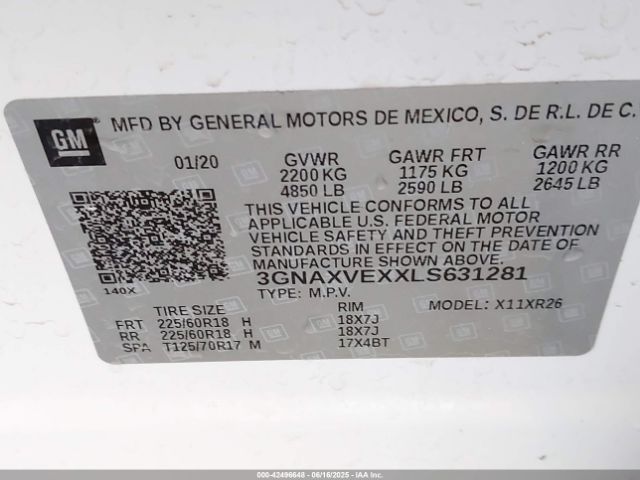 GM
MFD BY GENERAL MOTORS DE MEXICO, S. DE R.L. DE C.
01/20 GVWR GAWR FRT GAWR RR
2200 KG 1175 KG 1200 KG
4850 LB 2590 LB 2645 LB
THIS VEHICLE CONFORMS TO ALL
APPLICABLE U.S. FEDERAL MOTOR
VEHICLE SAFETY AND THEFT PREVENTION
STANDARDS IN EFFECT ON THE DATE OF
MANUFACTURE SHOWN ABOVE.
140X 3GNAXVEXXLS631281
TYPE: M.P.V. MODEL: X11XR26
TIRE SIZE RIM
FRT 225/60R18 H 18X7J
RR 225/60R18 H 18X7J
SPA T125/70R17 M 17X4BT
000-42496648 - 06/16/2025 - IAA Inc.